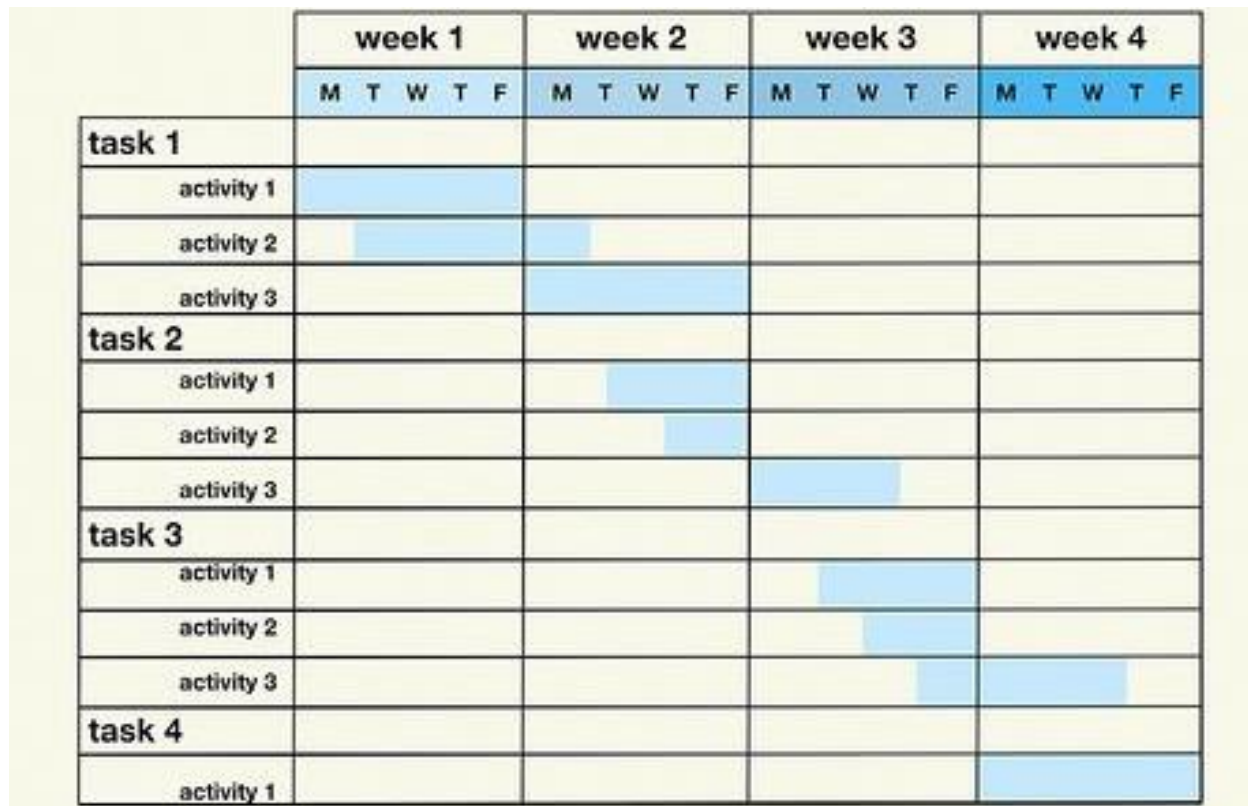 week 1 week 2 week 3 week 4
M T W T F M T W T F M T W T F M T W T F
task 1
activity 1
activity 2
activity 3
task 2
activity 1
activity 2
activity 3
task 3
activity 1
activity 2
activity 3
task 4
activity 1